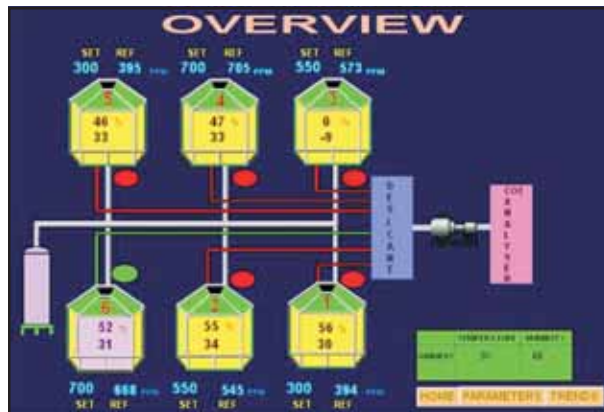 OVERVIEW
SET REF SET REF SET REF
300 395 PPM 700 705 PPM 550 573 PPM
5 4 3
46 % 47 % 0 %
33 33 -9
DESICCANT
CO2 ANALYSER
6 2 1
52 % 55 % 56 %
31 34 30
TEMPERATURE HUMIDITY
AMBIENT
700 668 PPM 550 545 PPM 300 394 PPM
SET REF SET REF SET REF
HOME PARAMETERS TRENDS